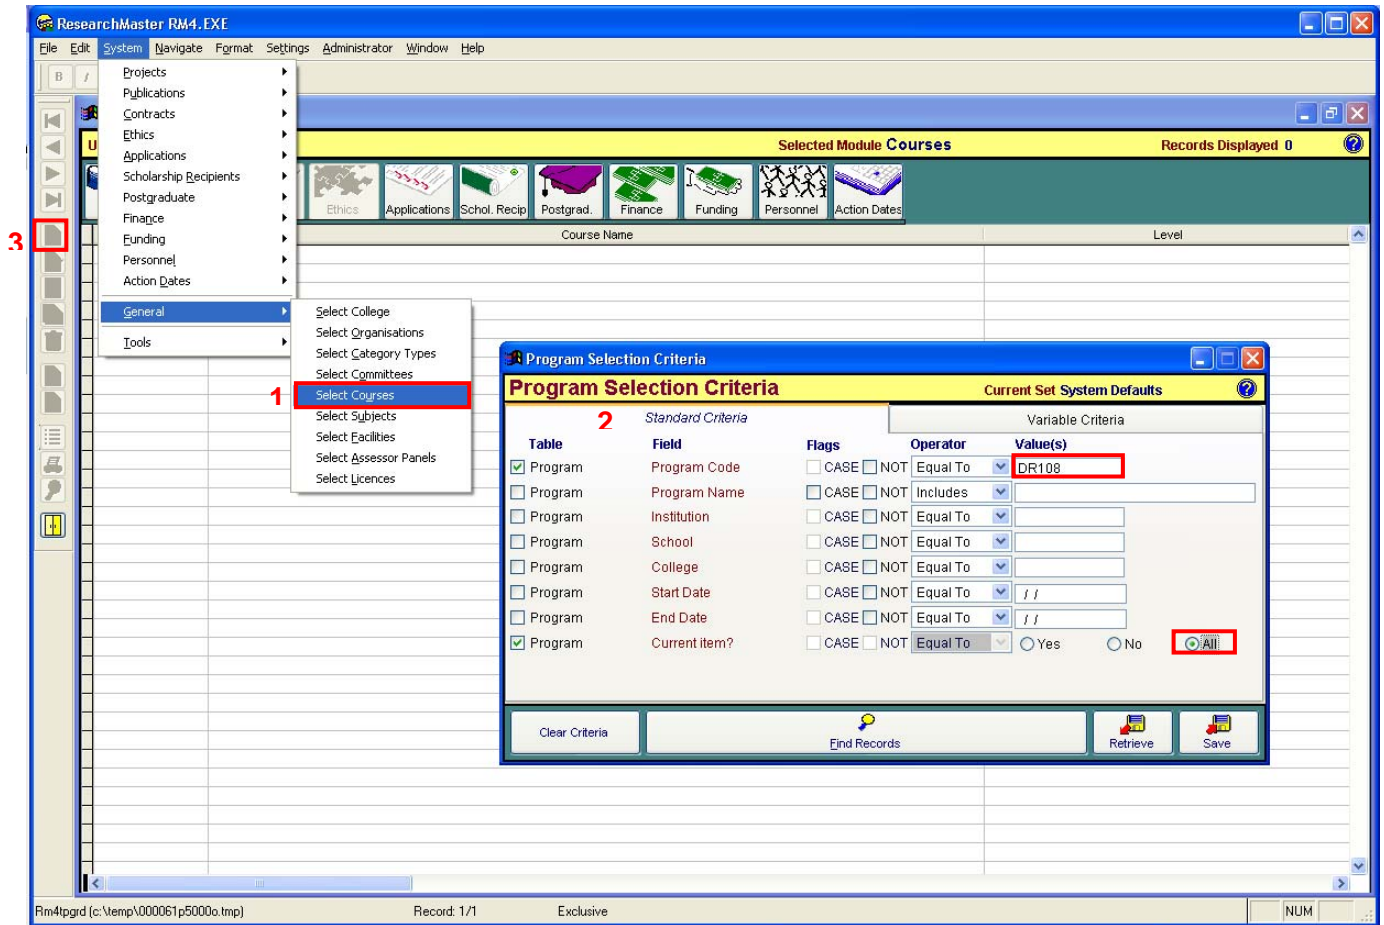 ResearchMaster RM4.EXE
File Edit System Navigate Format Settings Administrator Window Help
B I
Projects
Publications
Contracts
Ethics
Applications
Scholarship Recipients
Postgraduate
Finance
Funding
Personnel
Action Dates
General
Tools
U
Selected Module Courses
Records Displayed 0
Ethics Applications Schol. Recip Postgrad. Finance Funding Personnel Action Dates
3
Course Name Level
Select College
Select Organisations
Select Category Types
Select Committees
1 Select Courses
Select Subjects
Select Facilities
Select Assessor Panels
Select Licences
Program Selection Criteria
Program Selection Criteria Current Set System Defaults
2 Standard Criteria Variable Criteria
Table Field Flags Operator Value(s)
Program Program Code CASE NOT Equal To DR108
Program Program Name CASE NOT Includes
Program Institution CASE NOT Equal To
Program School CASE NOT Equal To
Program College CASE NOT Equal To
Program Start Date CASE NOT Equal To / /
Program End Date CASE NOT Equal To / /
Program Current item? CASE NOT Equal To Yes No All
Clear Criteria Find Records Retrieve Save
Rm4tpgrd (c:\temp\000061p5000o.tmp) Record: 1/1 Exclusive NUM